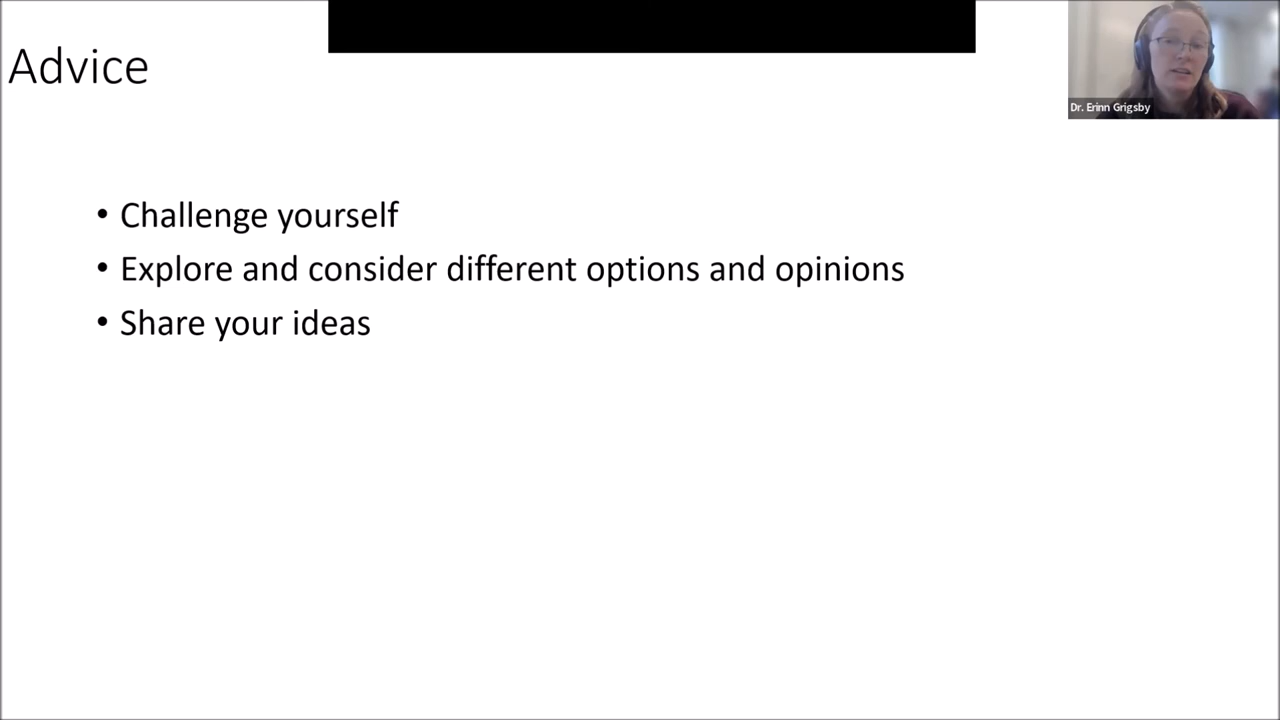 Advice
Dr. Erinn Grigsby
• Challenge yourself
• Explore and consider different options and opinions
• Share your ideas